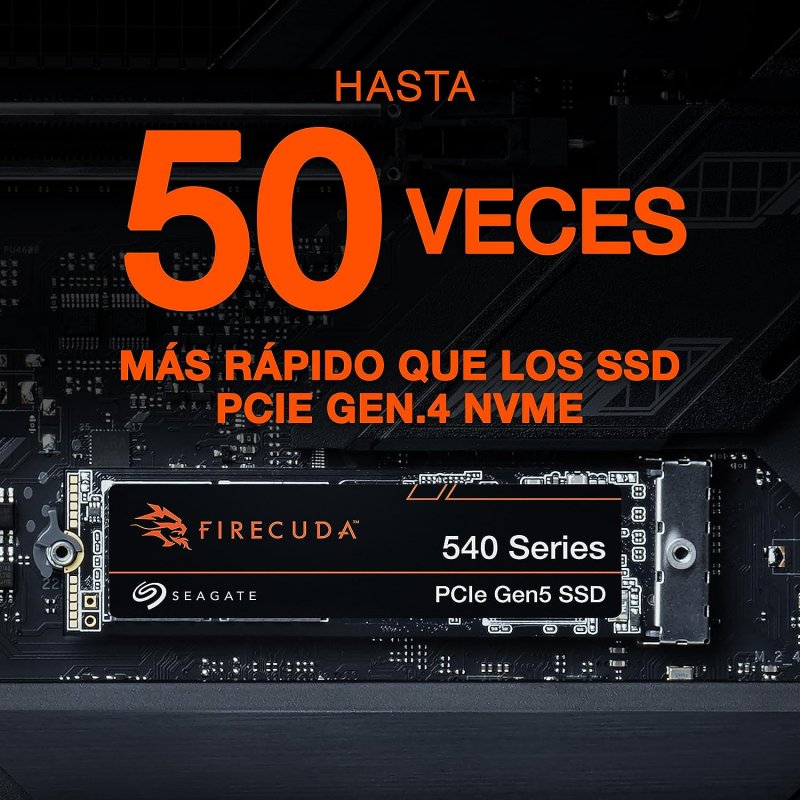 HASTA
50 VECES
MÁS RÁPIDO QUE LOS SSD
PCIE GEN.4 NVME
FIRECUDA™
540 Series
SEAGATE
PCIe Gen5 SSD
M.2